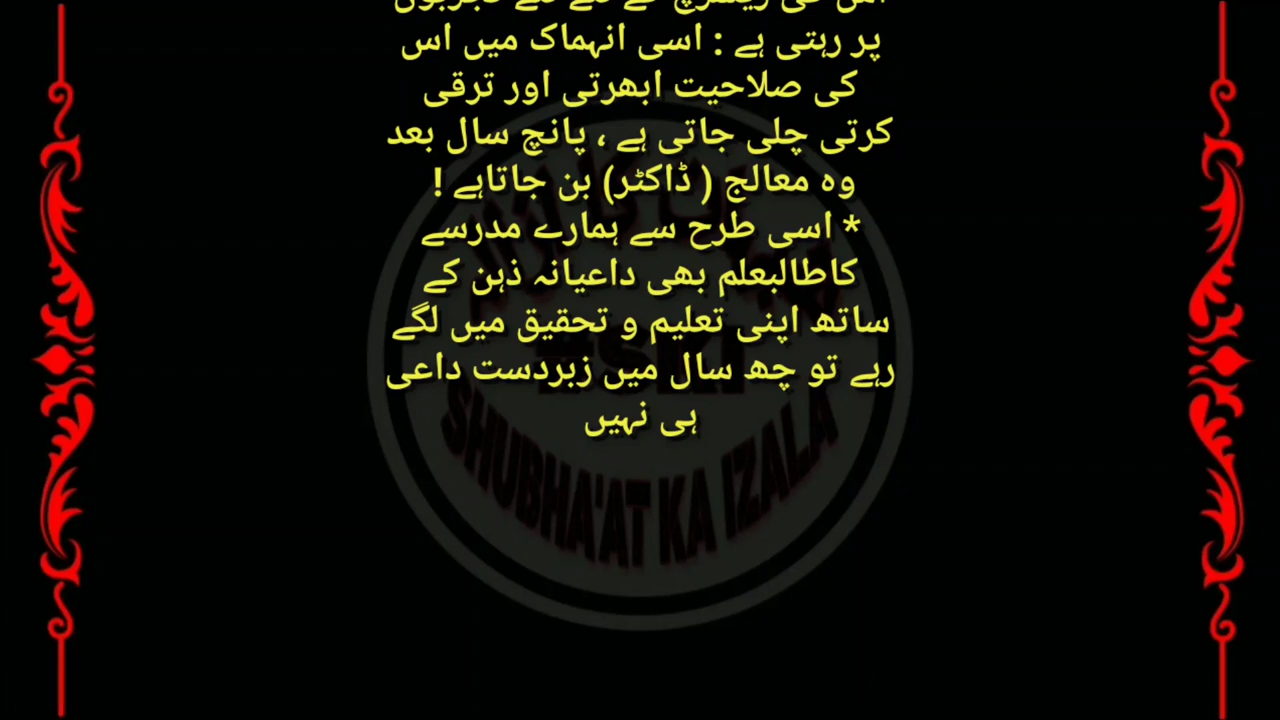 پر رہتی ہے : اسی انہماک میں اس
کی صلاحیت ابھرتی اور ترقی
کرتی چلی جاتی ہے ، پانچ سال بعد
وہ معالج ( ڈاکٹر) بن جاتاہے !
* اسی طرح سے ہمارے مدرسے
کاطالبعلم بھی داعیانہ ذہن کے
ساتھ اپنی تعلیم و تحقیق میں لگے
رہے تو چھ سال میں زبردست داعی
ہی نہیں
SHUBHA'AT KA IZALA